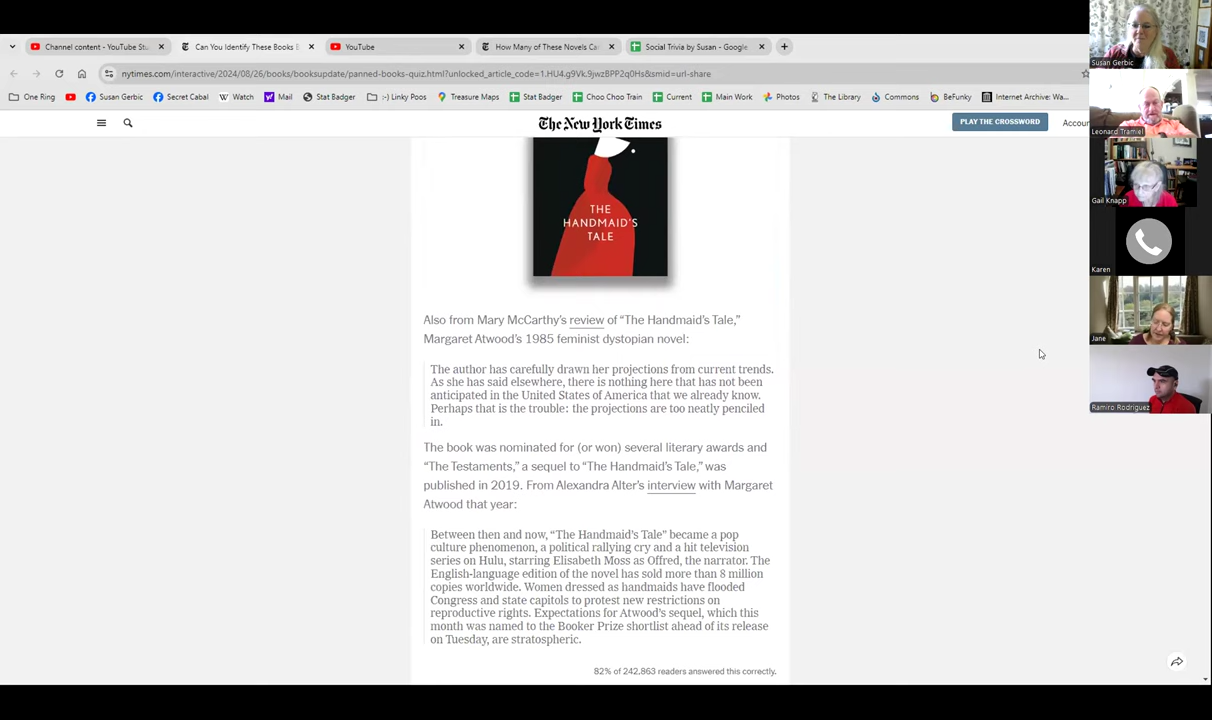 Channel content - YouTube Stu
Can You Identify These Books B
YouTube
How Many of These Novels Ca
Social Trivia by Susan - Google
nytimes.com/interactive/2024/08/26/books/booksupdate/panned-books-quiz.html?unlocked_article_code=1.HU4.g9Vk.9jwzBPP2q0Hs&smid=url-share
One Ring
Susan Gerbic
Secret Cabal
Watch
Mail
Stat Badger
:-) Linky Poos
Treasure Maps
Stat Badger
Choo Choo Train
Current
Main Work
Photos
The Library
Commons
BeFunky
Internet Archive: Wa...
The New York Times
PLAY THE CROSSWORD
Accoun
THE
HANDMAID'S
TALE
Also from Mary McCarthy's review of “The Handmaid's Tale,”
Margaret Atwood's 1985 feminist dystopian novel:
The author has carefully drawn her projections from current trends.
As she has said elsewhere, there is nothing here that has not been
anticipated in the United States of America that we already know.
Perhaps that is the trouble: the projections are too neatly penciled
in.
The book was nominated for (or won) several literary awards and
“The Testaments,” a sequel to “The Handmaid's Tale,” was
published in 2019. From Alexandra Alter's interview with Margaret
Atwood that year:
Between then and now, “The Handmaid's Tale” became a pop
culture phenomenon, a political rallying cry and a hit television
series on Hulu, starring Elisabeth Moss as Offred, the narrator. The
English-language edition of the novel has sold more than 8 million
copies worldwide. Women dressed as handmaids have flooded
Congress and state capitols to protest new restrictions on
reproductive rights. Expectations for Atwood's sequel, which this
month was named to the Booker Prize shortlist ahead of its release
on Tuesday, are stratospheric.
82% of 242,863 readers answered this correctly.
Susan Gerbic
Leonard Tramiel
Gail Knapp
Karen
Jane
Ramiro Rodriguez